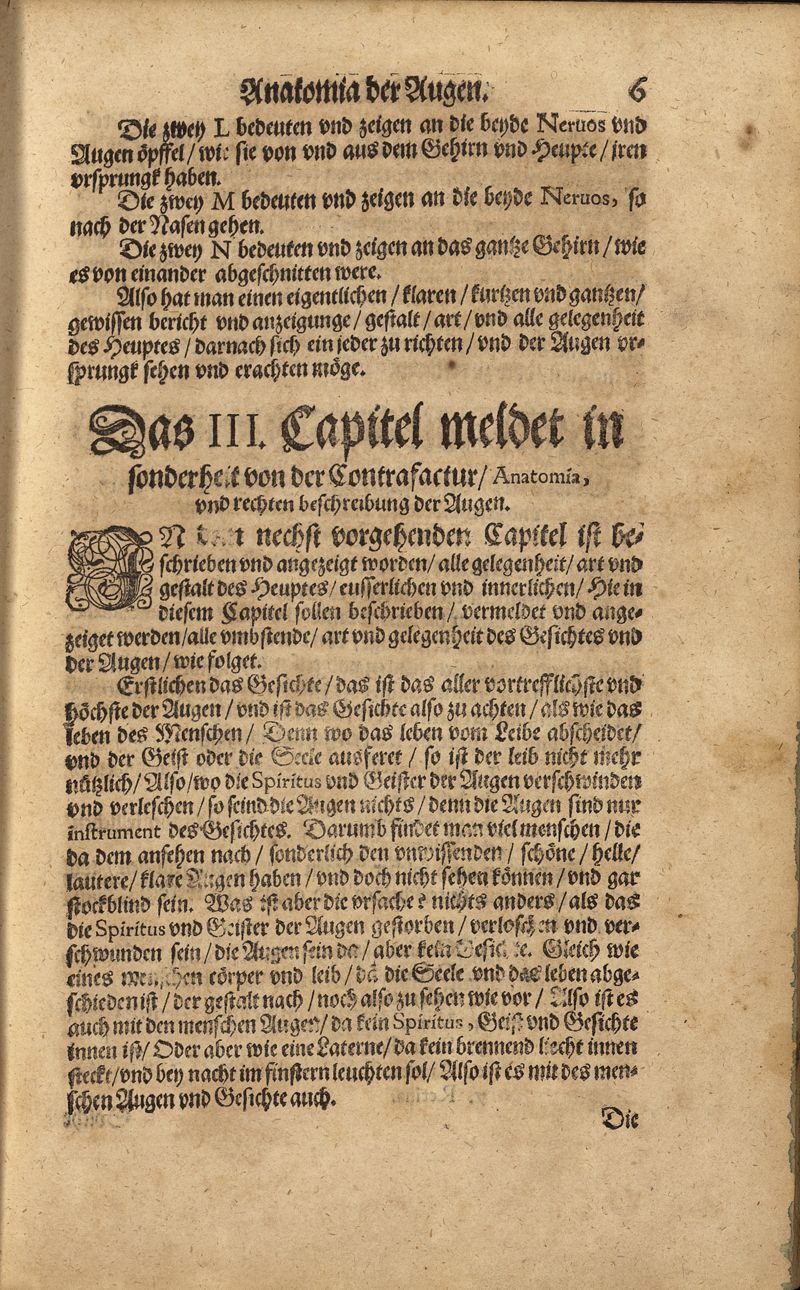 Anatomia der Augen. 6
Die zwey L bedeuten vnd zeigen an die beyde Neruos vnd
Augen öpffel/ wie sie von vnd aus dem Gehirn vnd Heupte/ jren
vrsprungk haben.
Die zwey M bedeuten vnd zeigen an die beyde Neruos, so
nach der Nasen gehen.
Die zwey N bedeuten vnd zeigen an das gantze Gehirn/ wie
es von einander abgeschnitten were.
Also hat man einen eigentlichen/ klaren/ kurtzen vnd gantzen/
gewissen bericht vnd anzeigunge/ gestalt/ art/ vnd alle gelegenheit
des Heuptes/ darnach sich ein jeder zu richten/ vnd der Augen vr-
sprungk sehen vnd erachten möge.
Das III. Capitel meldet in
sonderheit von der Contrafactur/ Anatomia,
vnd rechten beschreibung der Augen.
IN nechst vorgehenden Capitel ist be-
schrieben vnd angezeigt worden/ alle gelegenheit/ art vnd
gestalt des Heuptes/ eusserlichen vnd innerlichen/ Hie in
diesem Capitel sollen beschrieben/ vermeldet vnd ange-
zeiget werden/ alle vmbstende/ art vnd gelegenheit des Gesichtes vnd
der Augen/ wie folget.
Erstlichen das Gesichte/ das ist das aller vortrefflichste vnd
höchste der Augen/ vnd ist das Gesichte also zu achten/ als wie das
leben des Menschen/ Denn wo das leben vom Leibe abscheidet/
vnd der Geist oder die Seele ausferet/ so ist der leib nicht mehr
nützlich/ Also/ wo die Spiritus vnd Geister der Augen verschwinden
vnd verleschen/ so seind die Augen nichts/ denn die Augen sind nur
instrument des Gesichtes. Darumb findet man viel menschen/ die
da dem ansehen nach/ sonderlich den vnwissenden/ schöne/ helle/
lautere/ klare Augen haben/ vnd doch nicht sehen können/ vnd gar
stockblind sein. Was ist aber die vrsache? nichts anders/ als das
die Spiritus vnd Geister der Augen gestorben/ verloschen vnd ver-
schwunden sein/ die Augen sein da/ aber kein Gesichte. Gleich wie
eines Menschen cörper vnd leib/ da die Seele vnd das leben abge-
schieden ist/ der gestalt nach/ noch also zu sehen wie vor/ Also ist es
auch mit den menschen Augen/ da kein Spiritus, Geist vnd Gesichte
innen ist/ Oder aber wie eine Laterne/ da kein brennend liecht innen
steckt/ vnd bey nacht im finstern leuchten sol/ Also ist es mit des men-
schen Augen vnd Gesichte auch.
Die